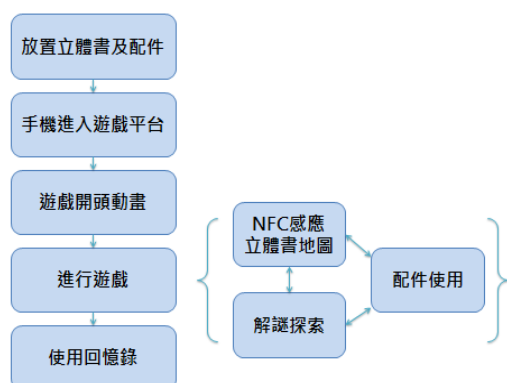 放置立體書及配件
手機進入遊戲平台
遊戲開頭動畫
進行遊戲
使用回憶錄
NFC感應
立體書地圖
解謎探索
配件使用